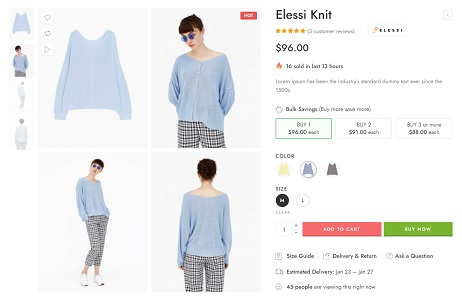 HOT
Elessi Knit
(3 customer reviews)
ELESSI
$96.00
16 sold in last 13 hours
Lorem Ipsum has been the industry's standard dummy text ever since the
1500s.
Bulk Savings (Buy more save more)
BUY 1
$96.00 each
BUY 2
$91.00 each
BUY 3 or more
$88.00 each
COLOR
SIZE
M
L
CLEAR
1
+
-
ADD TO CART
BUY NOW
Size Guide
Delivery & Return
Ask a Question
Estimated Delivery: Jan 23 – Jan 27
45 people are viewing this right now